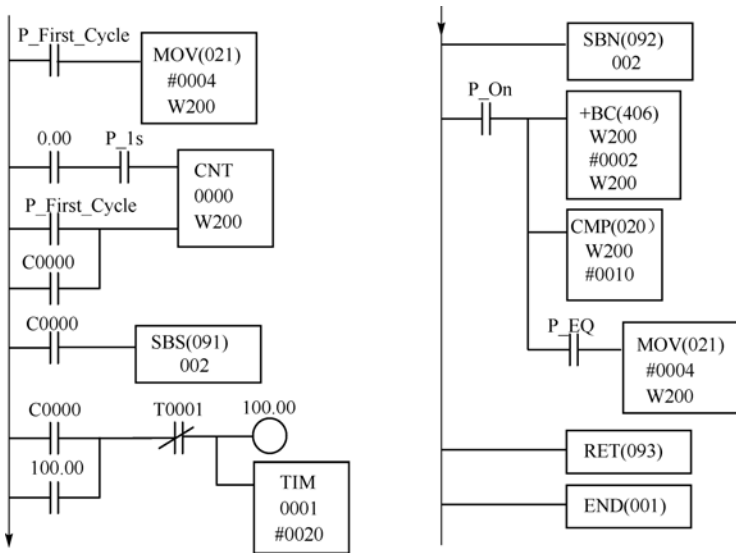 P_First_Cycle
MOV(021)
#0004
W200
0.00
P_1s
CNT
0000
W200
P_First_Cycle
C0000
C0000
SBS(091)
002
C0000
T0001
100.00
100.00
TIM
0001
#0020
SBN(092)
002
P_On
+BC(406)
W200
#0002
W200
CMP(020）
W200
#0010
P_EQ
MOV(021)
#0004
W200
RET(093)
END(001)